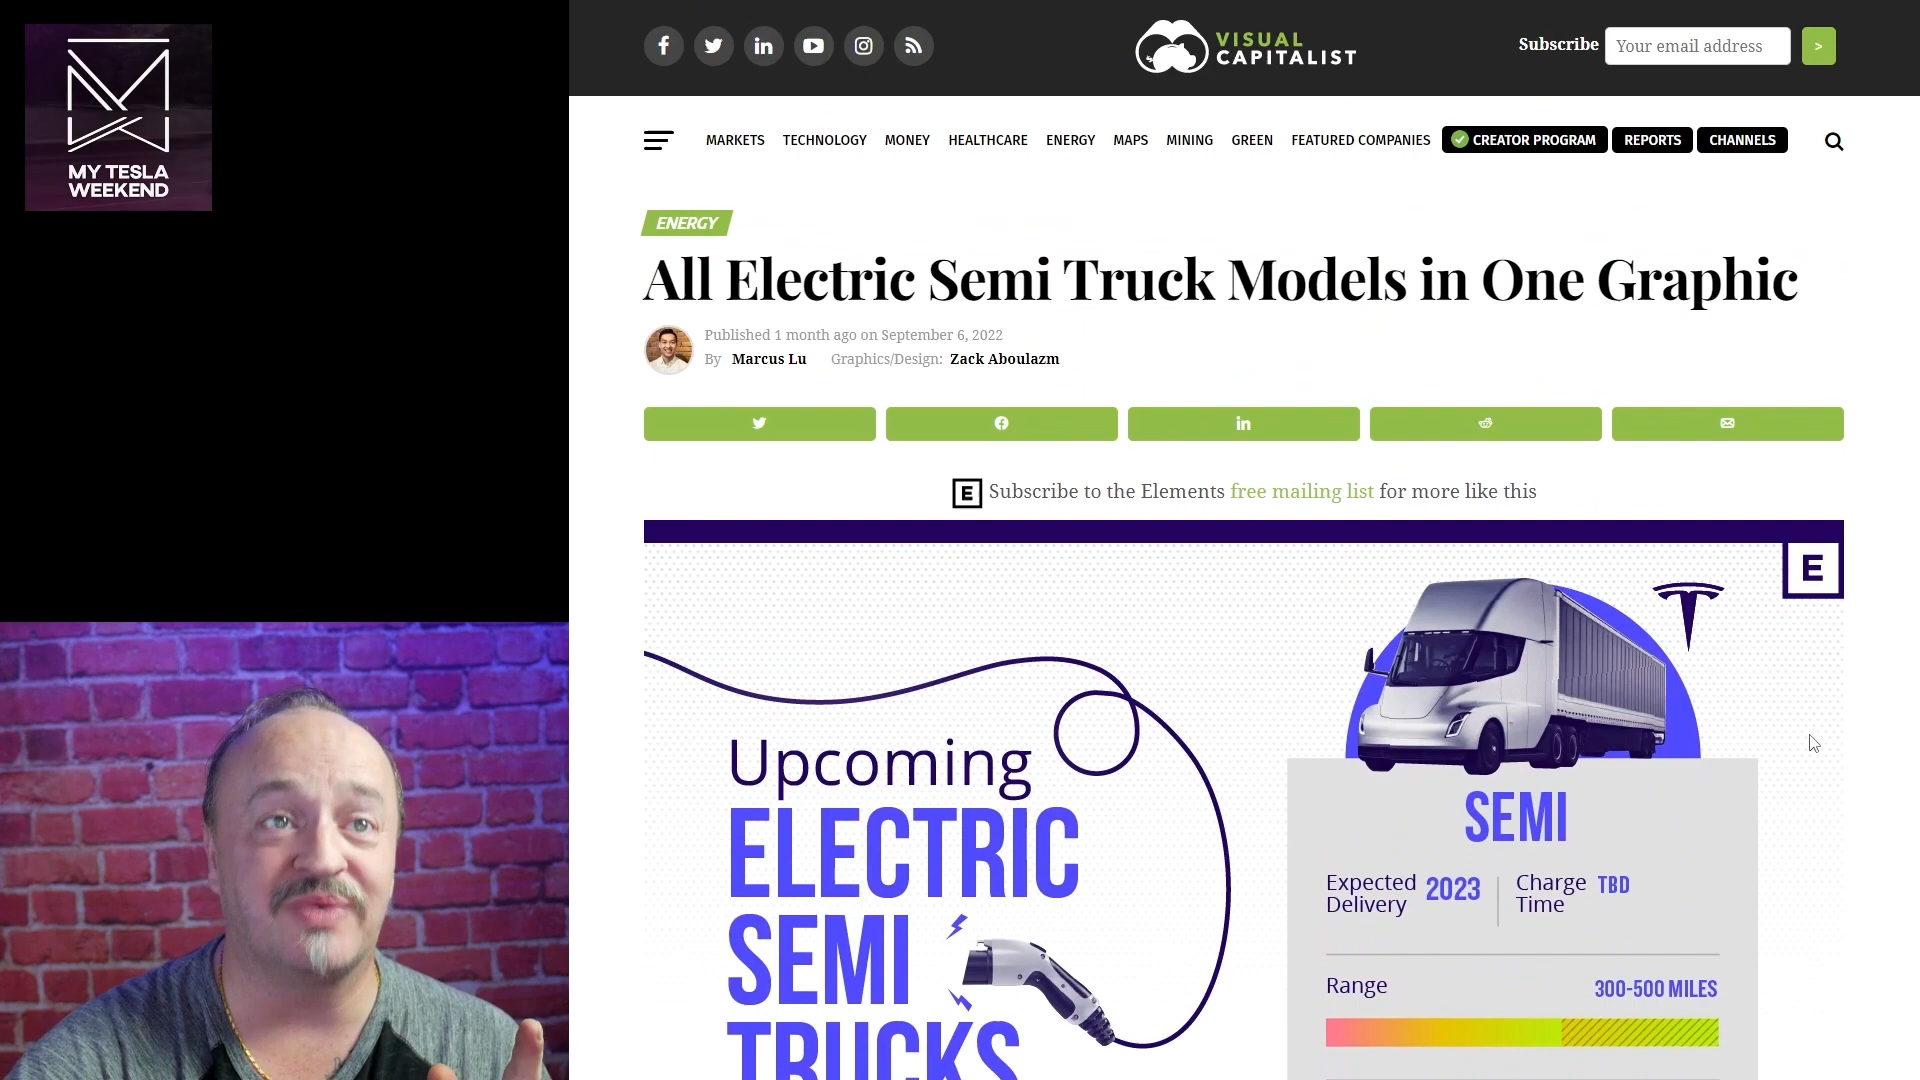 MY TESLA
WEEKEND
VISUAL
CAPITALIST
Subscribe
Your email address
>
MARKETS
TECHNOLOGY
MONEY
HEALTHCARE
ENERGY
MAPS
MINING
GREEN
FEATURED COMPANIES
CREATOR PROGRAM
REPORTS
CHANNELS
ENERGY
All Electric Semi Truck Models in One Graphic
Published 1 month ago on September 6, 2022
By Marcus Lu Graphics/Design: Zack Aboulazm
E Subscribe to the Elements free mailing list for more like this
E
Upcoming
ELECTRIC
SEMI
TRUCKS
SEMI
Expected
Delivery
2023
Charge
Time
TBD
Range
300-500 MILES